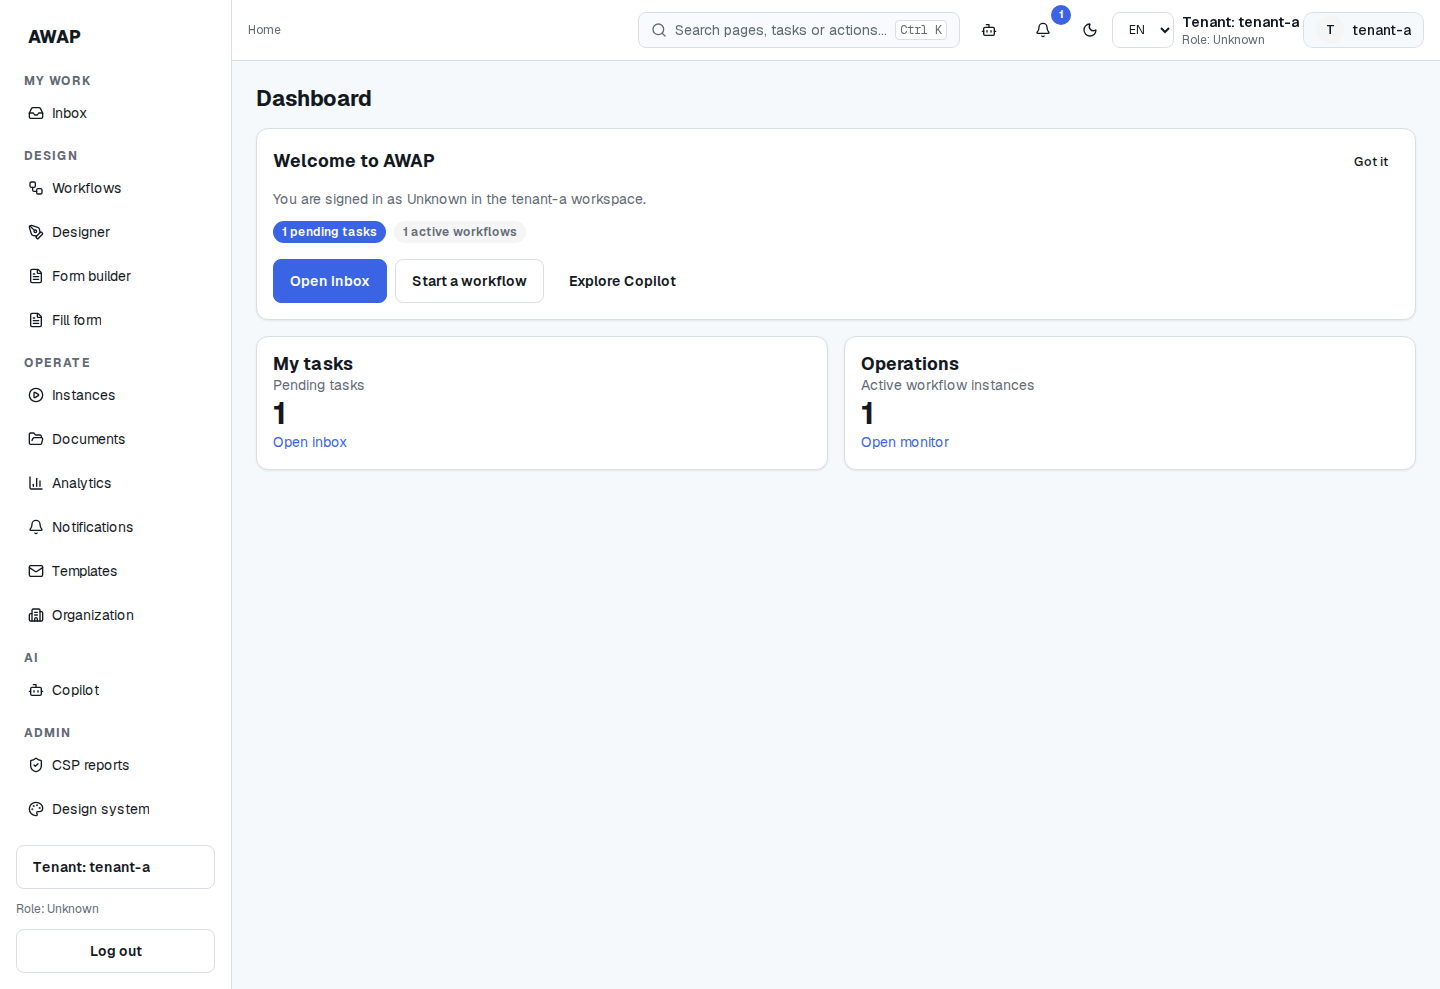 AWAP
MY WORK
Inbox
DESIGN
Workflows
Designer
Form builder
Fill form
OPERATE
Instances
Documents
Analytics
Notifications
Templates
Organization
AI
Copilot
ADMIN
CSP reports
Design system
Tenant: tenant-a
Role: Unknown
Log out
Home
Search pages, tasks or actions...
Ctrl K
1
EN
Tenant: tenant-a
Role: Unknown
T
tenant-a
Dashboard
Welcome to AWAP
Got it
You are signed in as Unknown in the tenant-a workspace.
1 pending tasks
1 active workflows
Open Inbox
Start a workflow
Explore Copilot
My tasks
Pending tasks
1
Open inbox
Operations
Active workflow instances
1
Open monitor